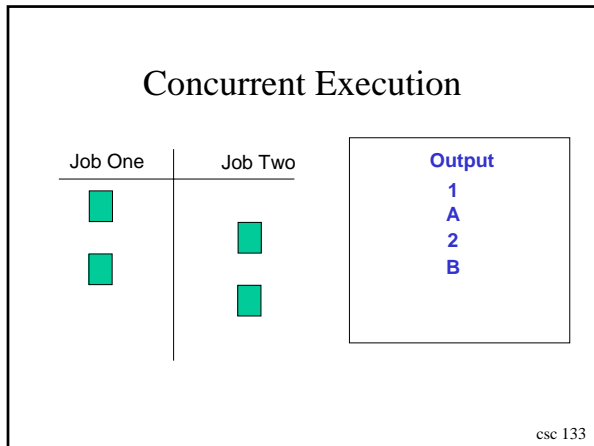 Concurrent Execution
Job One
Job Two
Output
1
A
2
B
csc 133